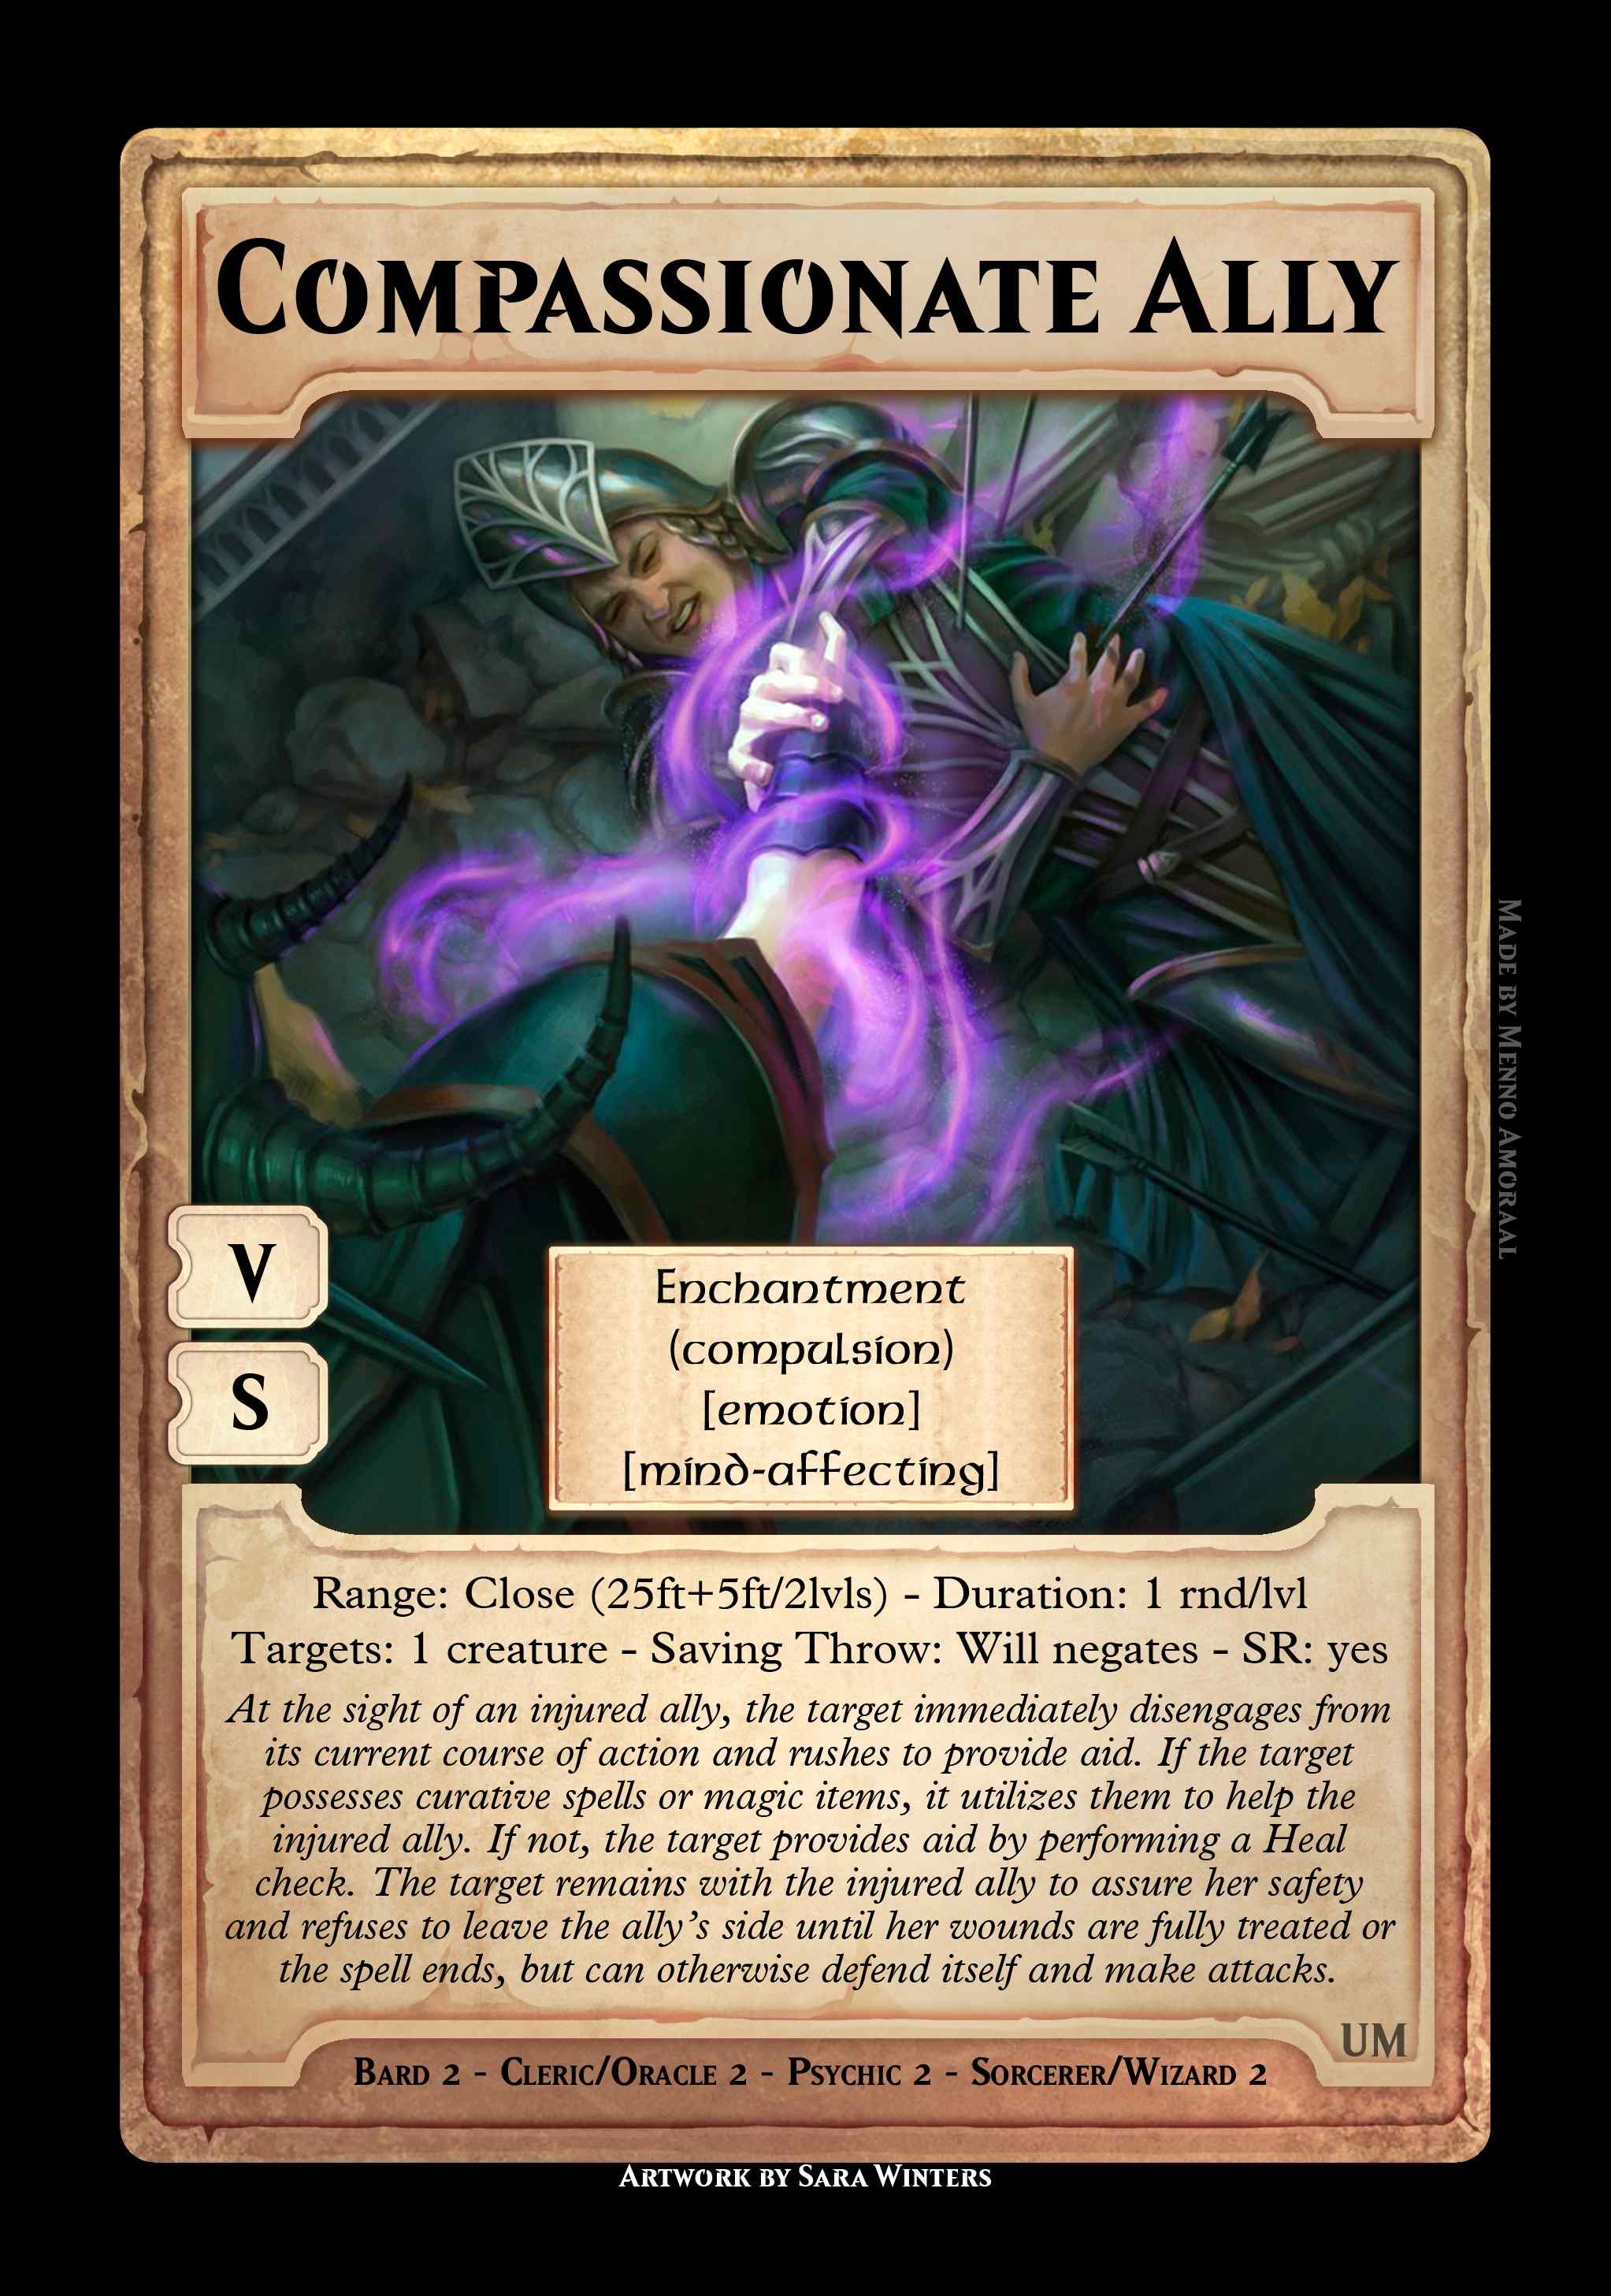 Compassionate Ally
V
S
Enchantment
(compulsion)
[emotion]
[mind-affecting]
Range: Close (25ft+5ft/2lvls) - Duration: 1 rnd/lvl
Targets: 1 creature - Saving Throw: Will negates - SR: yes
At the sight of an injured ally, the target immediately disengages from
its current course of action and rushes to provide aid. If the target
possesses curative spells or magic items, it utilizes them to help the
injured ally. If not, the target provides aid by performing a Heal
check. The target remains with the injured ally to assure her safety
and refuses to leave the ally’s side until her wounds are fully treated or
the spell ends, but can otherwise defend itself and make attacks.
UM
Bard 2 - Cleric/Oracle 2 - Psychic 2 - Sorcerer/Wizard 2
Artwork by Sara Winters
Made by Menno Amoraal